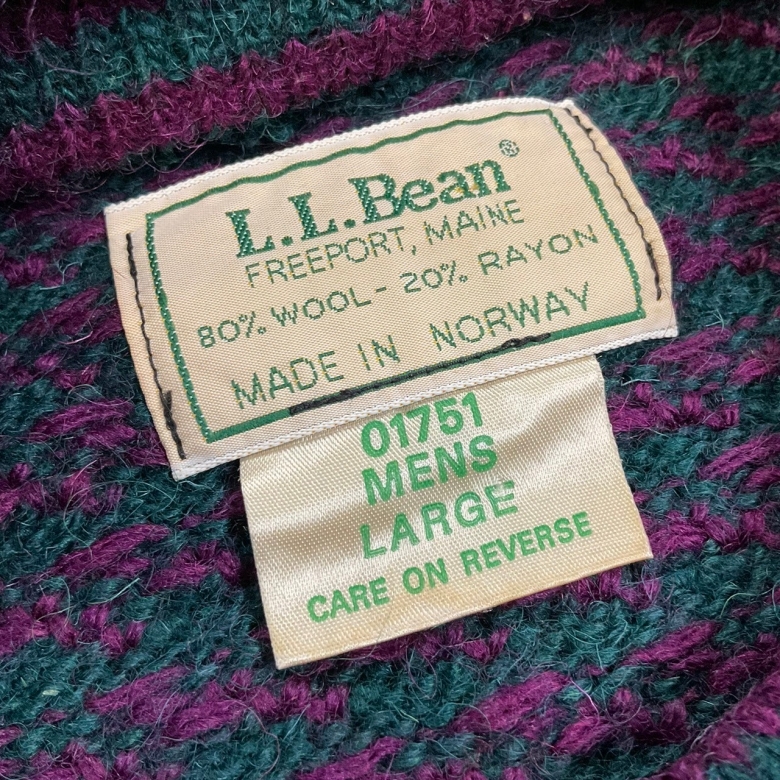 L.L.Bean®
FREEPORT, MAINE
80% WOOL - 20% RAYON
MADE IN NORWAY
01751
MENS
LARGE
CARE ON REVERSE